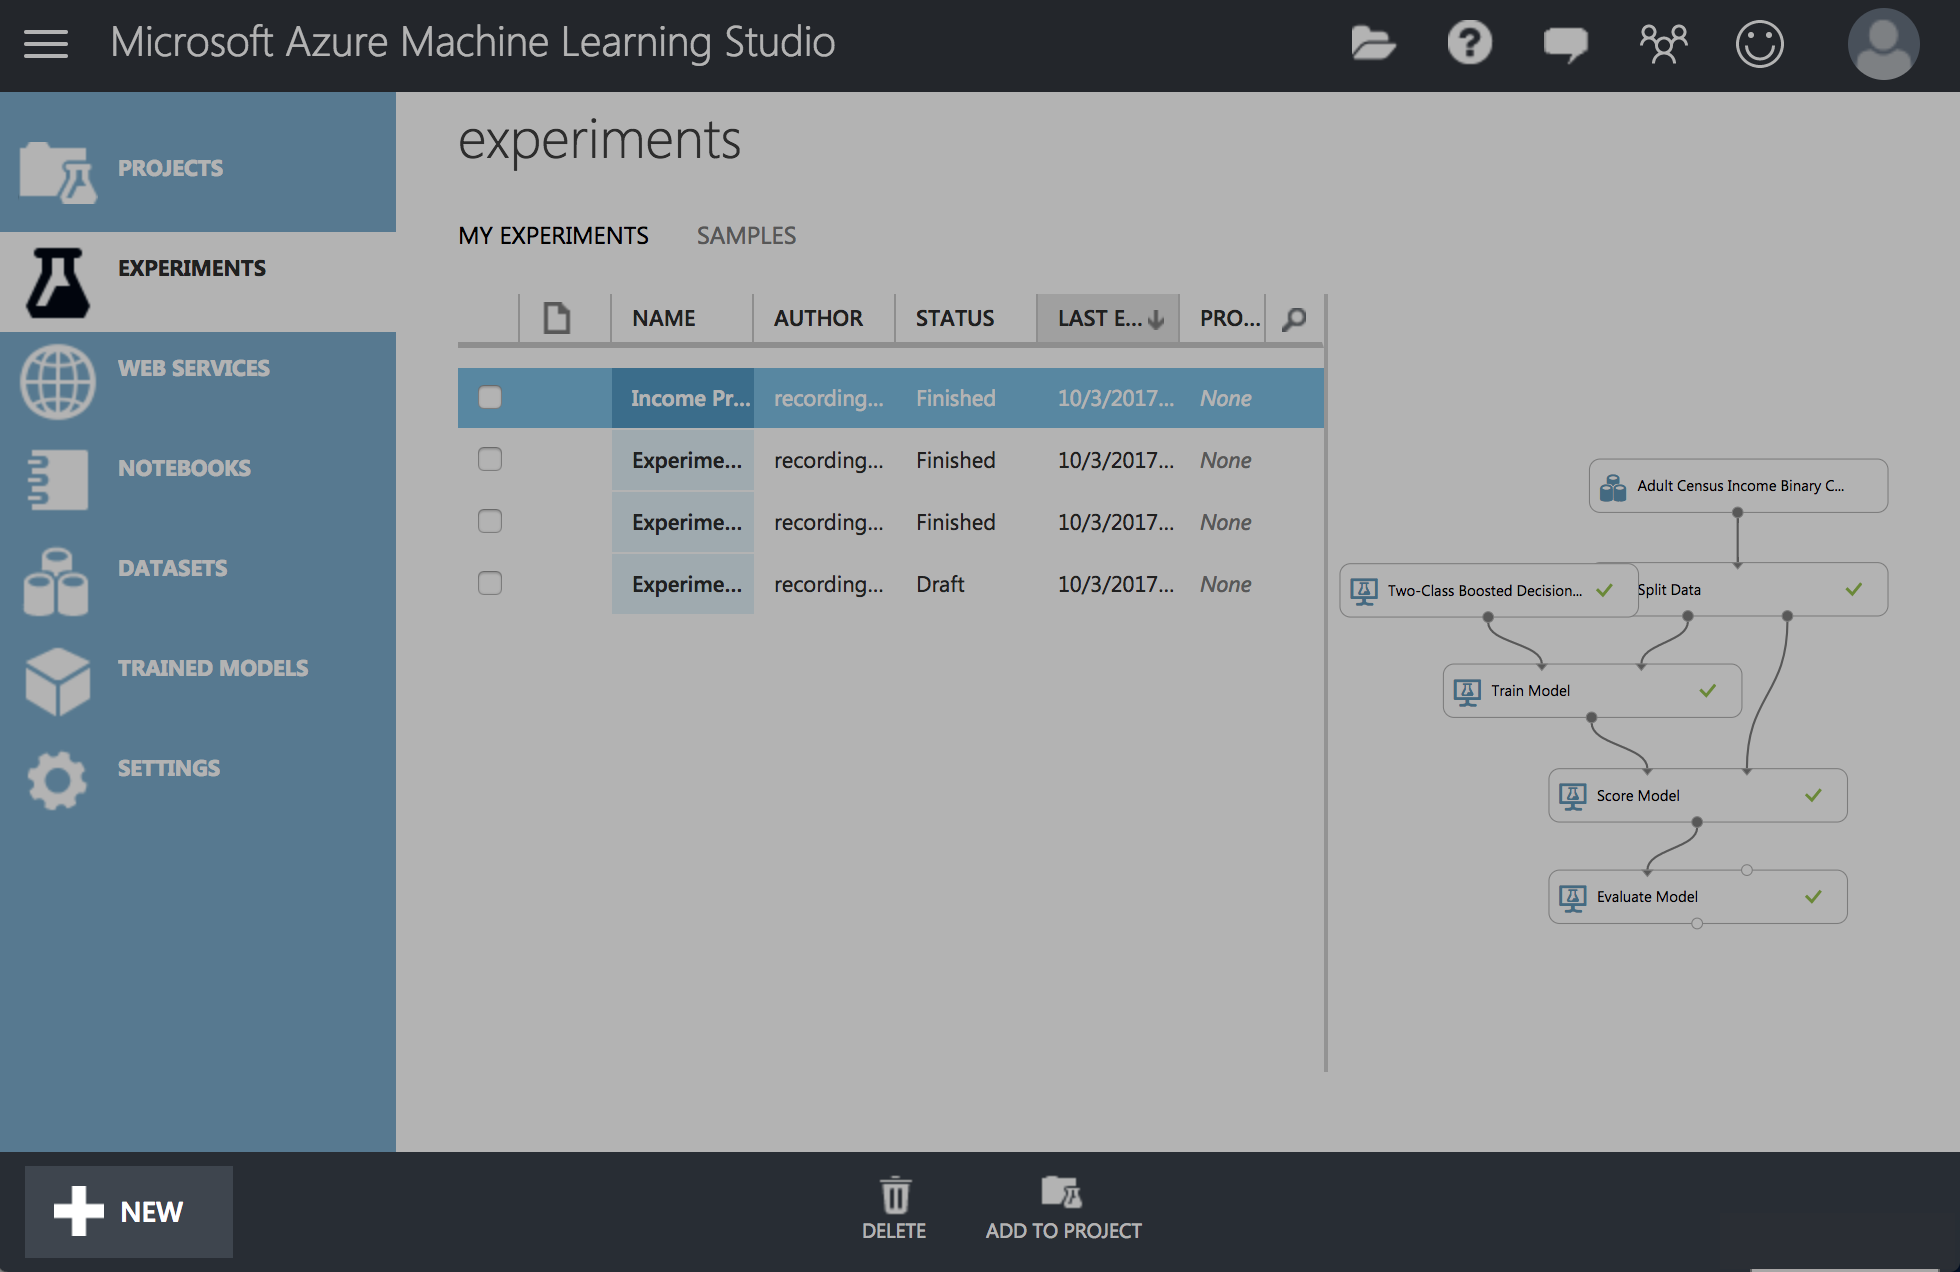 Microsoft Azure Machine Learning Studio
PROJECTS
EXPERIMENTS
WEB SERVICES
NOTEBOOKS
DATASETS
TRAINED MODELS
SETTINGS
experiments
MY EXPERIMENTS SAMPLES
NAME AUTHOR STATUS LAST E... PRO...
Income Pr... recording... Finished 10/3/2017... None
Experime... recording... Finished 10/3/2017... None
Experime... recording... Finished 10/3/2017... None
Experime... recording... Draft 10/3/2017... None
Adult Census Income Binary C...
Two-Class Boosted Decision... Split Data
Train Model
Score Model
Evaluate Model
NEW
DELETE
ADD TO PROJECT